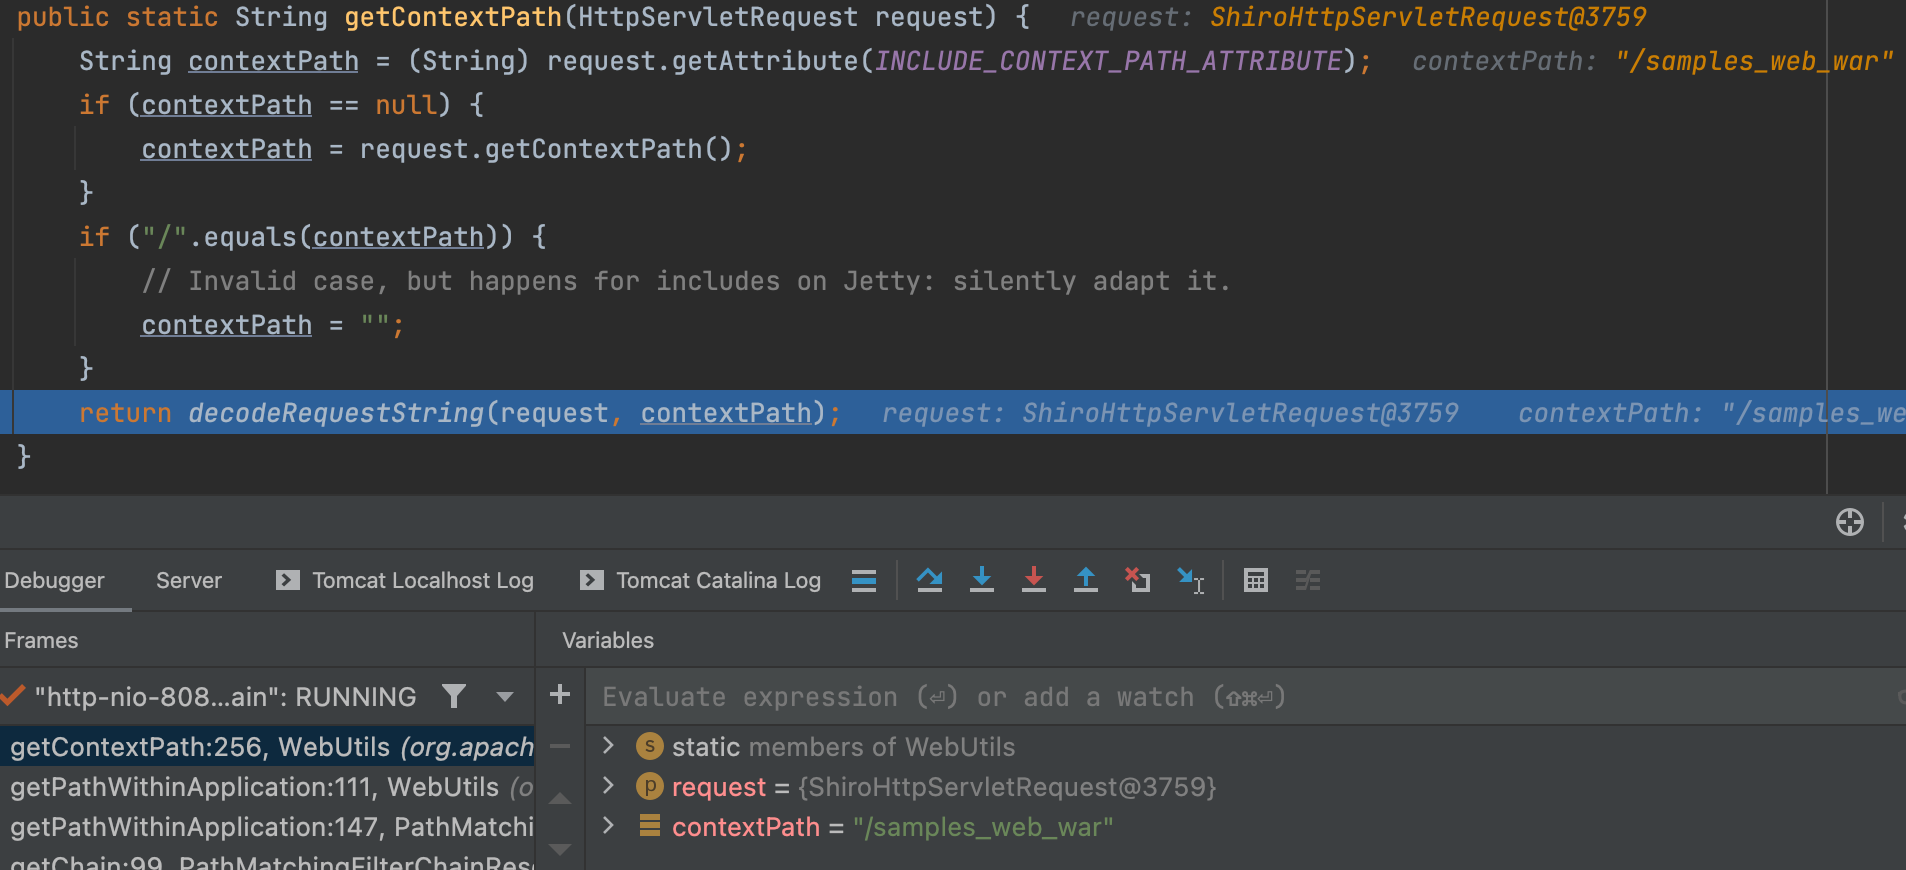 public static String getContextPath(HttpServletRequest request) {   request: ShiroHttpServletRequest@3759
    String contextPath = (String) request.getAttribute(INCLUDE_CONTEXT_PATH_ATTRIBUTE);   contextPath: "/samples_web_war"
    if (contextPath == null) {
        contextPath = request.getContextPath();
    }
    if ("/".equals(contextPath)) {
        // Invalid case, but happens for includes on Jetty: silently adapt it.
        contextPath = "";
    }
    return decodeRequestString(request, contextPath);   request: ShiroHttpServletRequest@3759   contextPath: "/samples_we
}
Debugger Server Tomcat Localhost Log Tomcat Catalina Log
Frames Variables
"http-nio-808...ain": RUNNING
Evaluate expression (⏎) or add a watch (⇧⌘⏎)
getContextPath:256, WebUtils (org.apach
getPathWithinApplication:111, WebUtils (o
getPathWithinApplication:147, PathMatchi
getChain:99, PathMatchingFilterChainRes
s static members of WebUtils
p request = {ShiroHttpServletRequest@3759}
contextPath = "/samples_web_war"